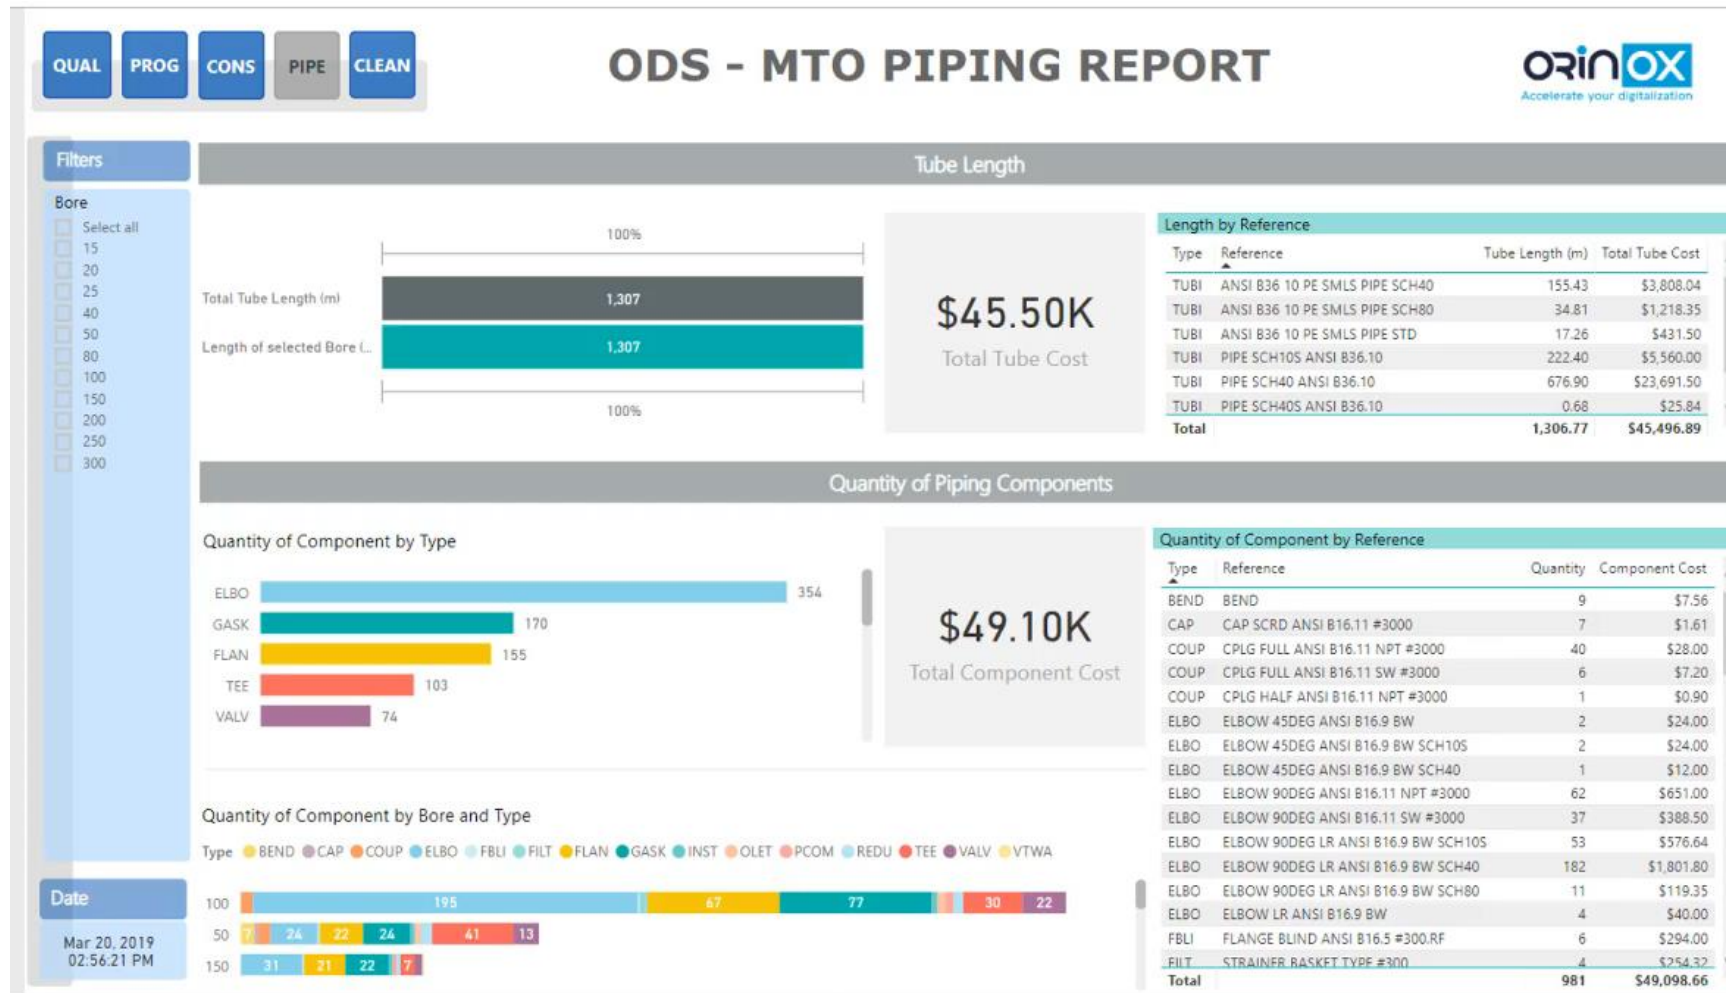 QUAL PROG CONS PIPE CLEAN
ODS - MTO PIPING REPORT
ORINOX
Accelerate your digitalization
Filters
Bore
Select all
15
20
25
40
50
80
100
150
200
250
300
Date
Mar 20, 2019
02:56:21 PM
Tube Length
100%
Total Tube Length (m) 1,307
Length of selected Bore (... 1,307
100%
$45.50K
Total Tube Cost
Length by Reference
Type Reference Tube Length (m) Total Tube Cost
TUBI ANSI B36 10 PE SMLS PIPE SCH40 155.43 $3,808.04
TUBI ANSI B36 10 PE SMLS PIPE SCH80 34.81 $1,218.35
TUBI ANSI B36 10 PE SMLS PIPE STD 17.26 $431.50
TUBI PIPE SCH10S ANSI B36.10 222.40 $5,560.00
TUBI PIPE SCH40 ANSI B36.10 676.90 $23,691.50
TUBI PIPE SCH40S ANSI B36.10 0.68 $25.84
Total 1,306.77 $45,496.89
Quantity of Piping Components
Quantity of Component by Type
ELBO 354
GASK 170
FLAN 155
TEE 103
VALV 74
$49.10K
Total Component Cost
Quantity of Component by Bore and Type
Type BEND CAP COUP ELBO FBLI FILT FLAN GASK INST OLET PCOM REDU TEE VALV VTWA
100 195 67 77 30 22
50 7 24 22 24 41 13
150 31 21 22 7
Quantity of Component by Reference
Type Reference Quantity Component Cost
BEND BEND 9 $7.56
CAP CAP SCRD ANSI B16.11 #3000 7 $1.61
COUP CPLG FULL ANSI B16.11 NPT #3000 40 $28.00
COUP CPLG FULL ANSI B16.11 SW #3000 6 $7.20
COUP CPLG HALF ANSI B16.11 NPT #3000 1 $0.90
ELBO ELBOW 45DEG ANSI B16.9 BW 2 $24.00
ELBO ELBOW 45DEG ANSI B16.9 BW SCH10S 2 $24.00
ELBO ELBOW 45DEG ANSI B16.9 BW SCH40 1 $12.00
ELBO ELBOW 90DEG ANSI B16.11 NPT #3000 62 $651.00
ELBO ELBOW 90DEG ANSI B16.11 SW #3000 37 $388.50
ELBO ELBOW 90DEG LR ANSI B16.9 BW SCH10S 53 $576.64
ELBO ELBOW 90DEG LR ANSI B16.9 BW SCH40 182 $1,801.80
ELBO ELBOW 90DEG LR ANSI B16.9 BW SCH80 11 $119.35
ELBO ELBOW LR ANSI B16.9 BW 4 $40.00
FBLI FLANGE BLIND ANSI B16.5 #300.RF 6 $294.00
FILT STRAINER BASKET TYPE #300 4 $254.32
Total 981 $49,098.66